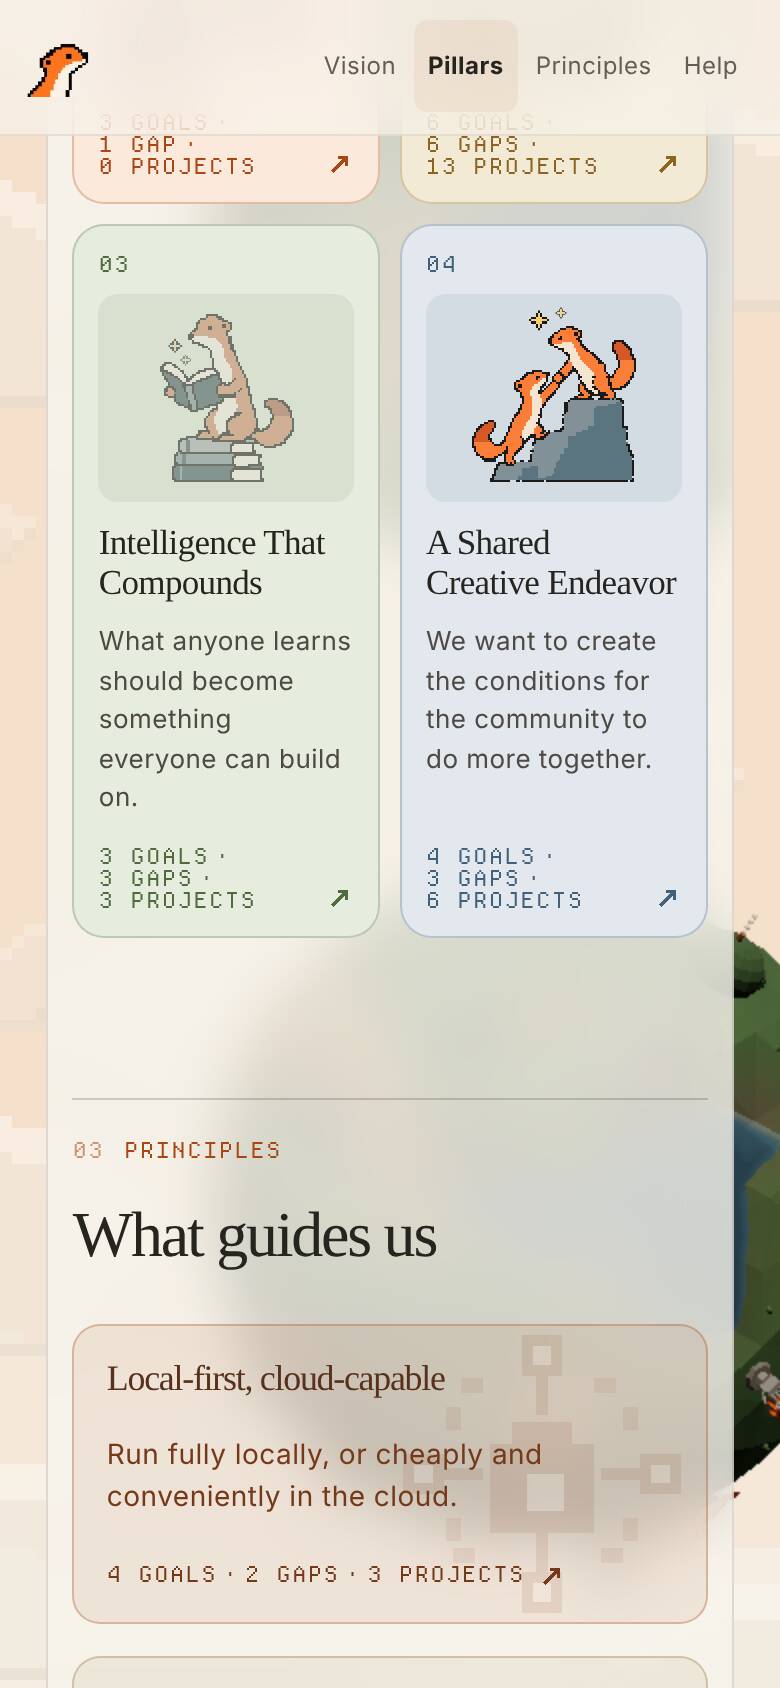 Vision
Pillars
Principles
Help
3 GOALS ·
1 GAP ·
0 PROJECTS
6 GOALS ·
6 GAPS ·
13 PROJECTS
03
Intelligence That
Compounds
What anyone learns
should become
something
everyone can build
on.
3 GOALS ·
3 GAPS ·
3 PROJECTS
04
A Shared
Creative Endeavor
We want to create
the conditions for
the community to
do more together.
4 GOALS ·
3 GAPS ·
6 PROJECTS
03 PRINCIPLES
What guides us
Local-first, cloud-capable
Run fully locally, or cheaply and
conveniently in the cloud.
4 GOALS · 2 GAPS · 3 PROJECTS